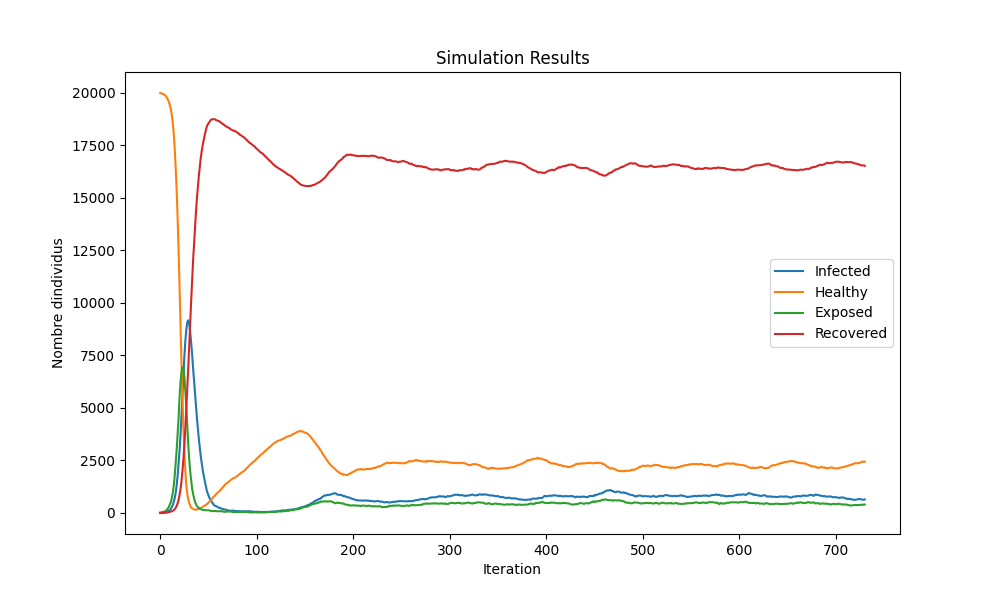 Simulation Results
20000
17500
15000
12500
10000
7500
5000
2500
0
Nombre dindividus
Infected
Healthy
Exposed
Recovered
0 100 200 300 400 500 600 700
Iteration